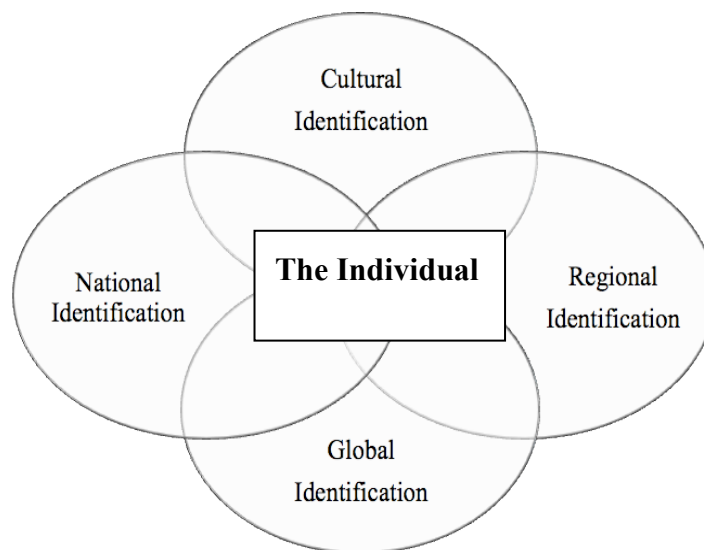 Cultural
Identification
The Individual
National
Identification
Regional
Identification
Global
Identification